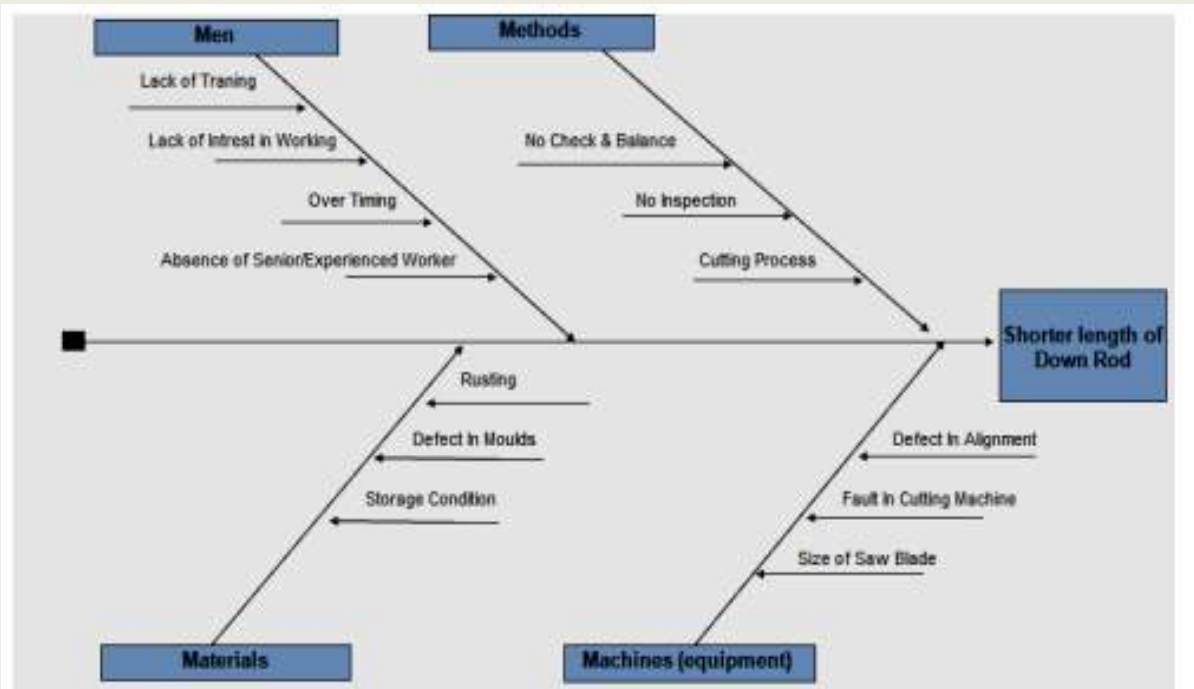 Men
Methods
Lack of Traning
Lack of Intrest in Working
Over Timing
Absence of Senior/Experienced Worker
No Check & Balance
No Inspection
Cutting Process
Shorter length of
Down Rod
Rusting
Defect In Moulds
Storage Condition
Defect In Alignment
Fault In Cutting Machine
Size of Saw Blade
Materials
Machines (equipment)